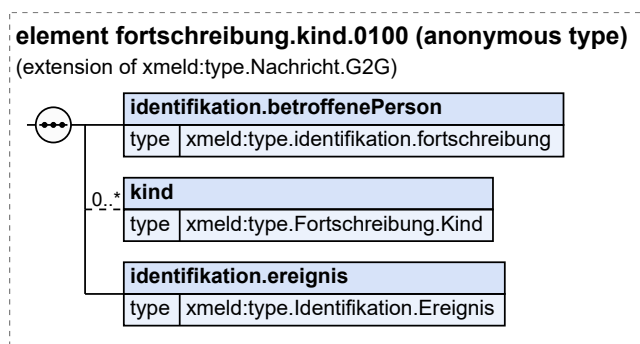 element fortschreibung.kind.0100 (anonymous type)
(extension of xmeld:type.Nachricht.G2G)
identifikation.betroffenePerson
type xmeld:type.identifikation.fortschreibung
0..* kind
type xmeld:type.Fortschreibung.Kind
identifikation.ereignis
type xmeld:type.Identifikation.Ereignis